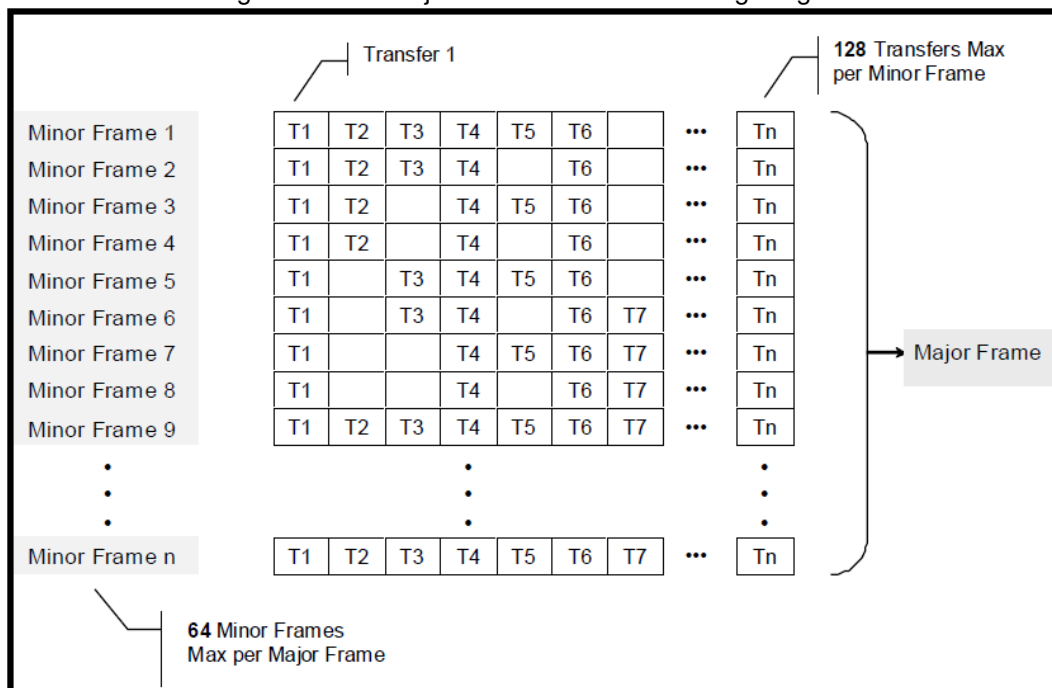 Transfer 1
128 Transfers Max
per Minor Frame
Minor Frame 1 T1 T2 T3 T4 T5 T6 ••• Tn
Minor Frame 2 T1 T2 T3 T4 T6 ••• Tn
Minor Frame 3 T1 T2 T4 T5 T6 ••• Tn
Minor Frame 4 T1 T2 T4 T6 ••• Tn
Minor Frame 5 T1 T3 T4 T5 T6 ••• Tn
Minor Frame 6 T1 T3 T4 T6 T7 ••• Tn
Minor Frame 7 T1 T4 T5 T6 T7 ••• Tn
Major Frame
Minor Frame 8 T1 T4 T6 T7 ••• Tn
Minor Frame 9 T1 T2 T3 T4 T5 T6 T7 ••• Tn
Minor Frame n T1 T2 T3 T4 T5 T6 T7 ••• Tn
64 Minor Frames
Max per Major Frame